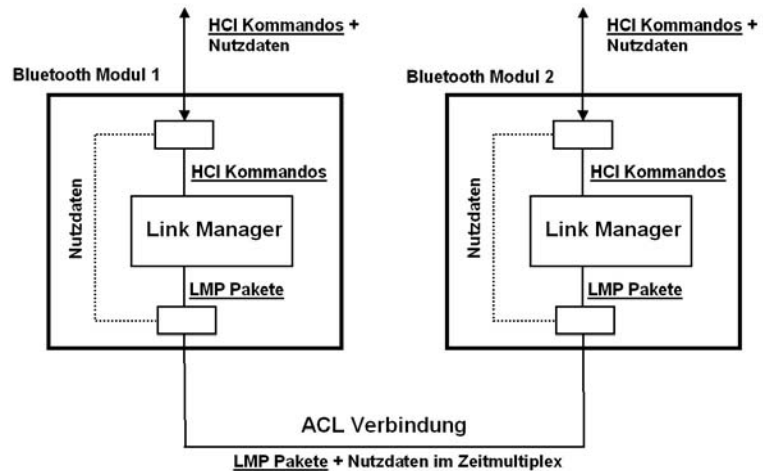 HCI Kommandos +
Nutzdaten
Bluetooth Modul 1
HCI Kommandos
Nutzdaten
Link Manager
LMP Pakete
HCI Kommandos +
Nutzdaten
Bluetooth Modul 2
HCI Kommandos
Nutzdaten
Link Manager
LMP Pakete
ACL Verbindung
LMP Pakete + Nutzdaten im Zeitmultiplex